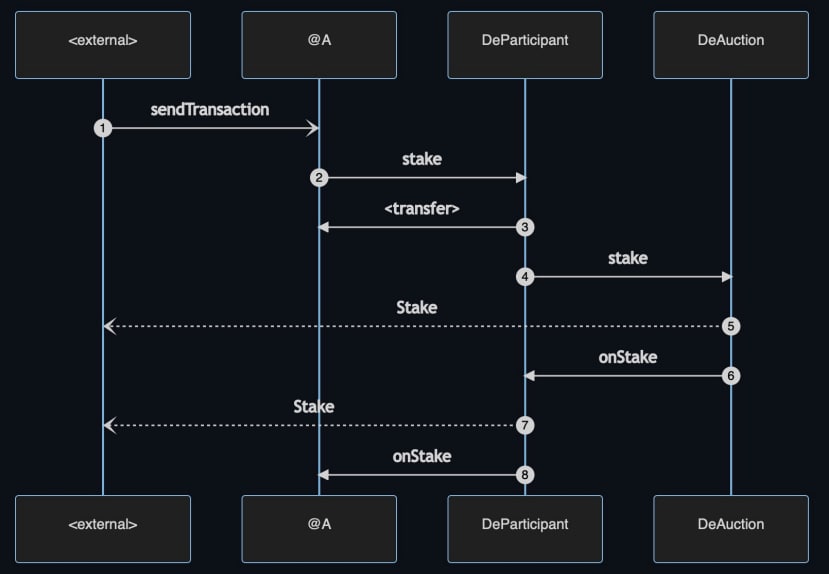 <external>
@A
DeParticipant
DeAuction
sendTransaction
1
stake
2
<transfer>
3
stake
4
Stake
5
onStake
6
Stake
7
onStake
8
<external>
@A
DeParticipant
DeAuction